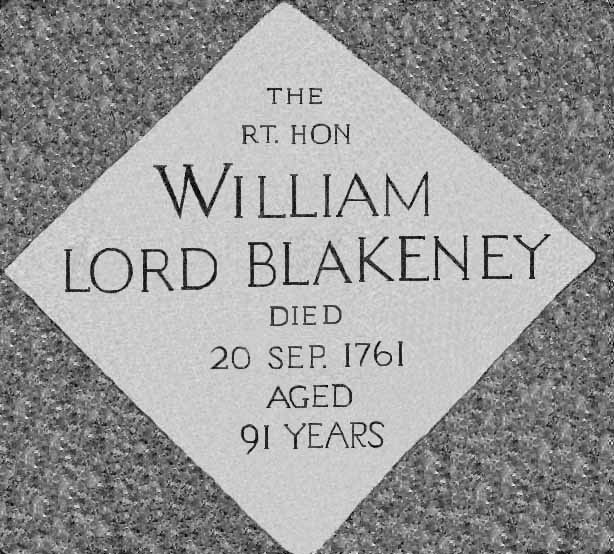 THE
RT. HON
WILLIAM
LORD BLAKENEY
DIED
20 SEP. 1761
AGED
91 YEARS